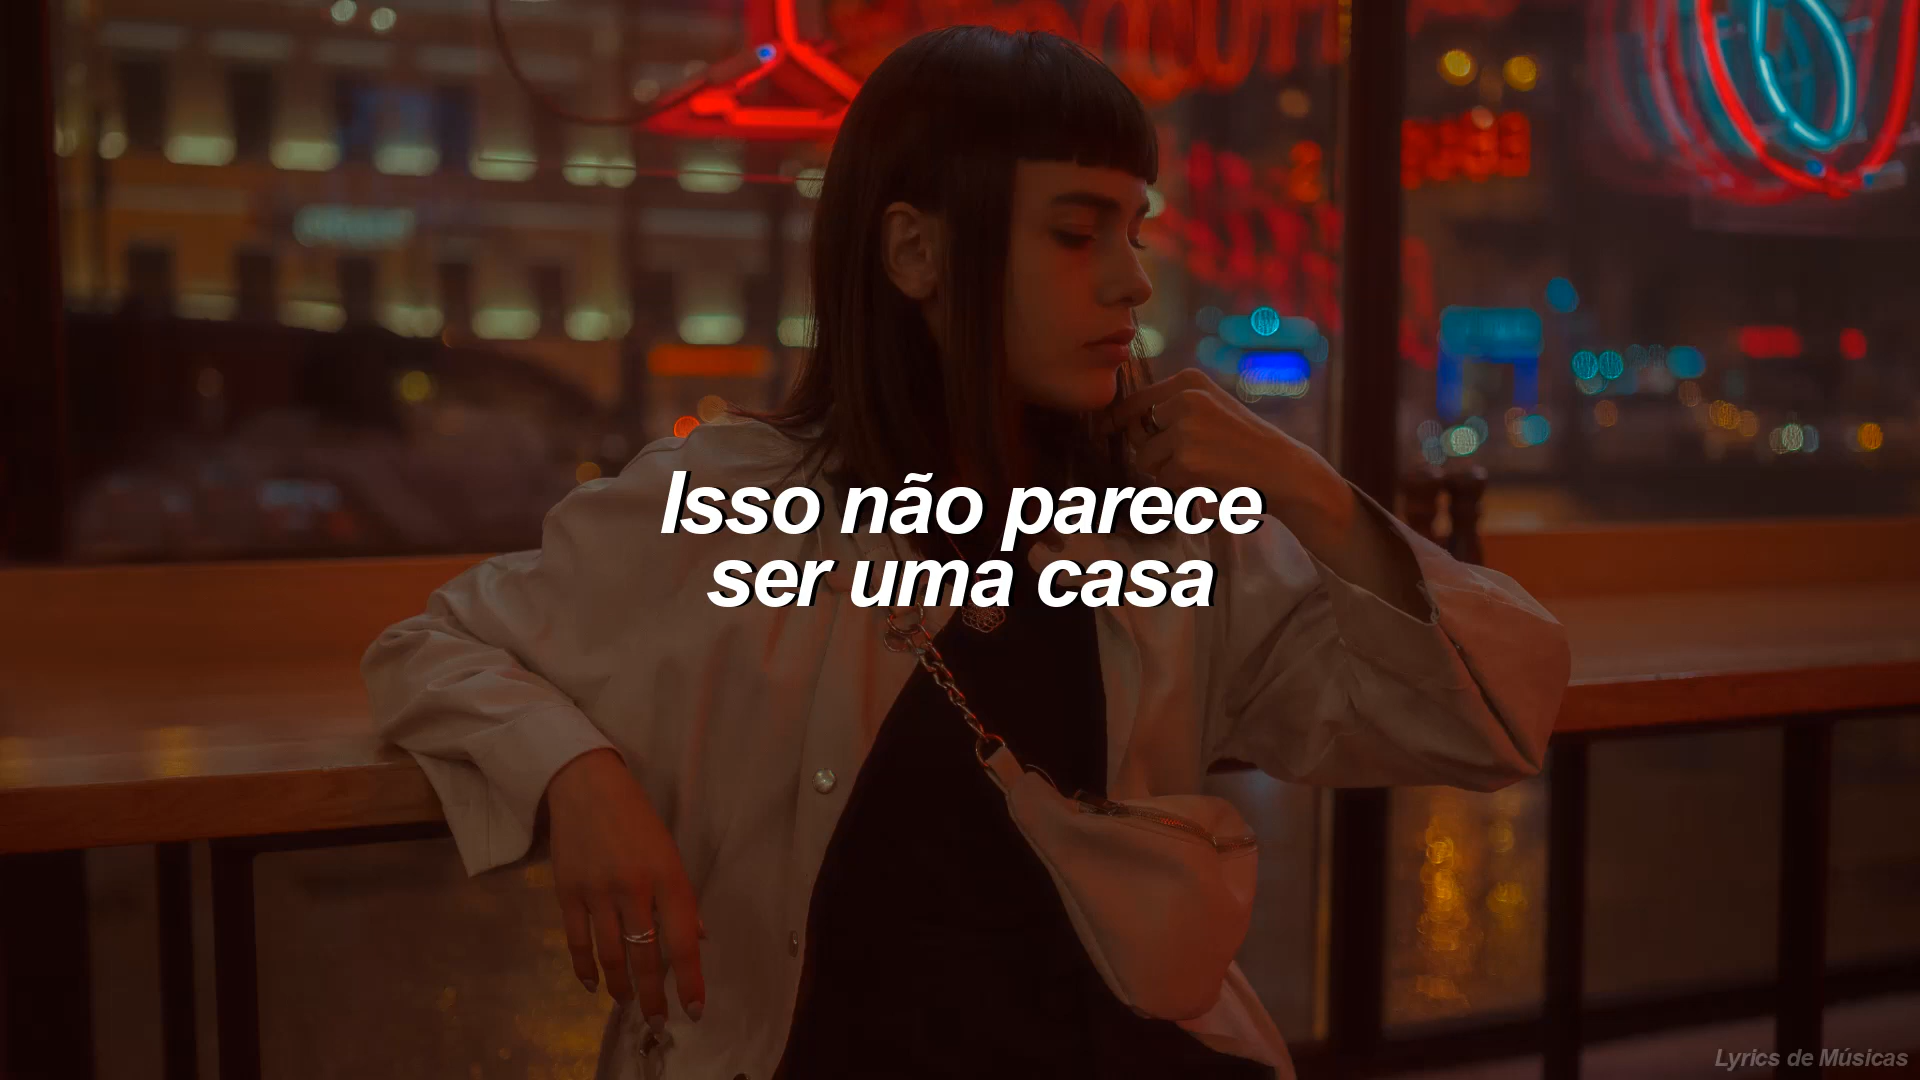 Isso não parece
ser uma casa
Lyrics de Músicas